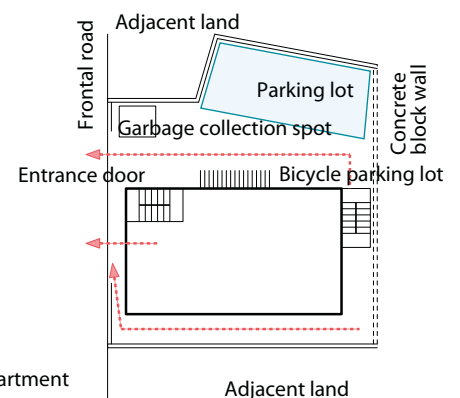 Adjacent land
Frontal road
Parking lot
Concrete
block wall
Garbage collection spot
Entrance door
Bicycle parking lot
artment
Adjacent land